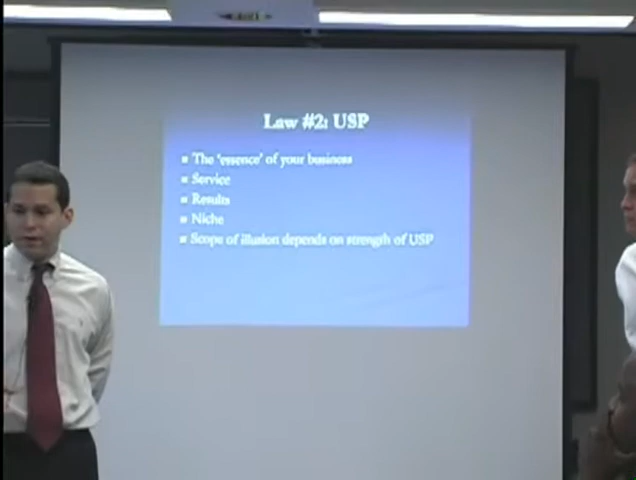 Law #2: USP
The 'essence' of your business
Service
Results
Niche
Scope of illusion depends on strength of USP